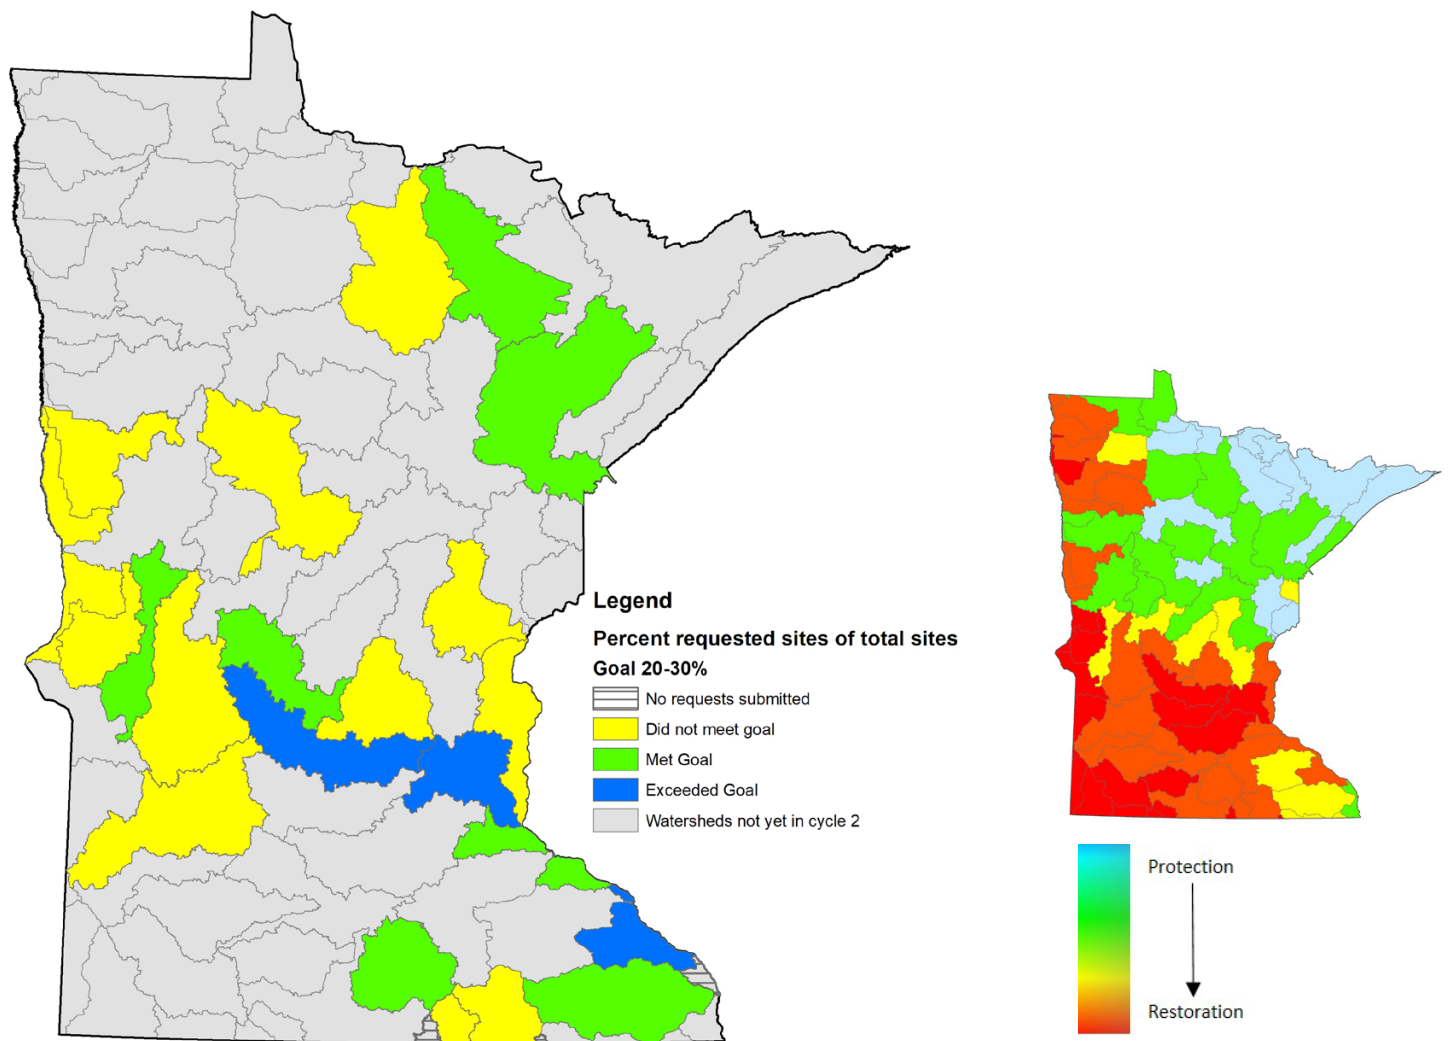 Legend
Percent requested sites of total sites
Goal 20-30%
No requests submitted
Did not meet goal
Met Goal
Exceeded Goal
Watersheds not yet in cycle 2
Protection
Restoration